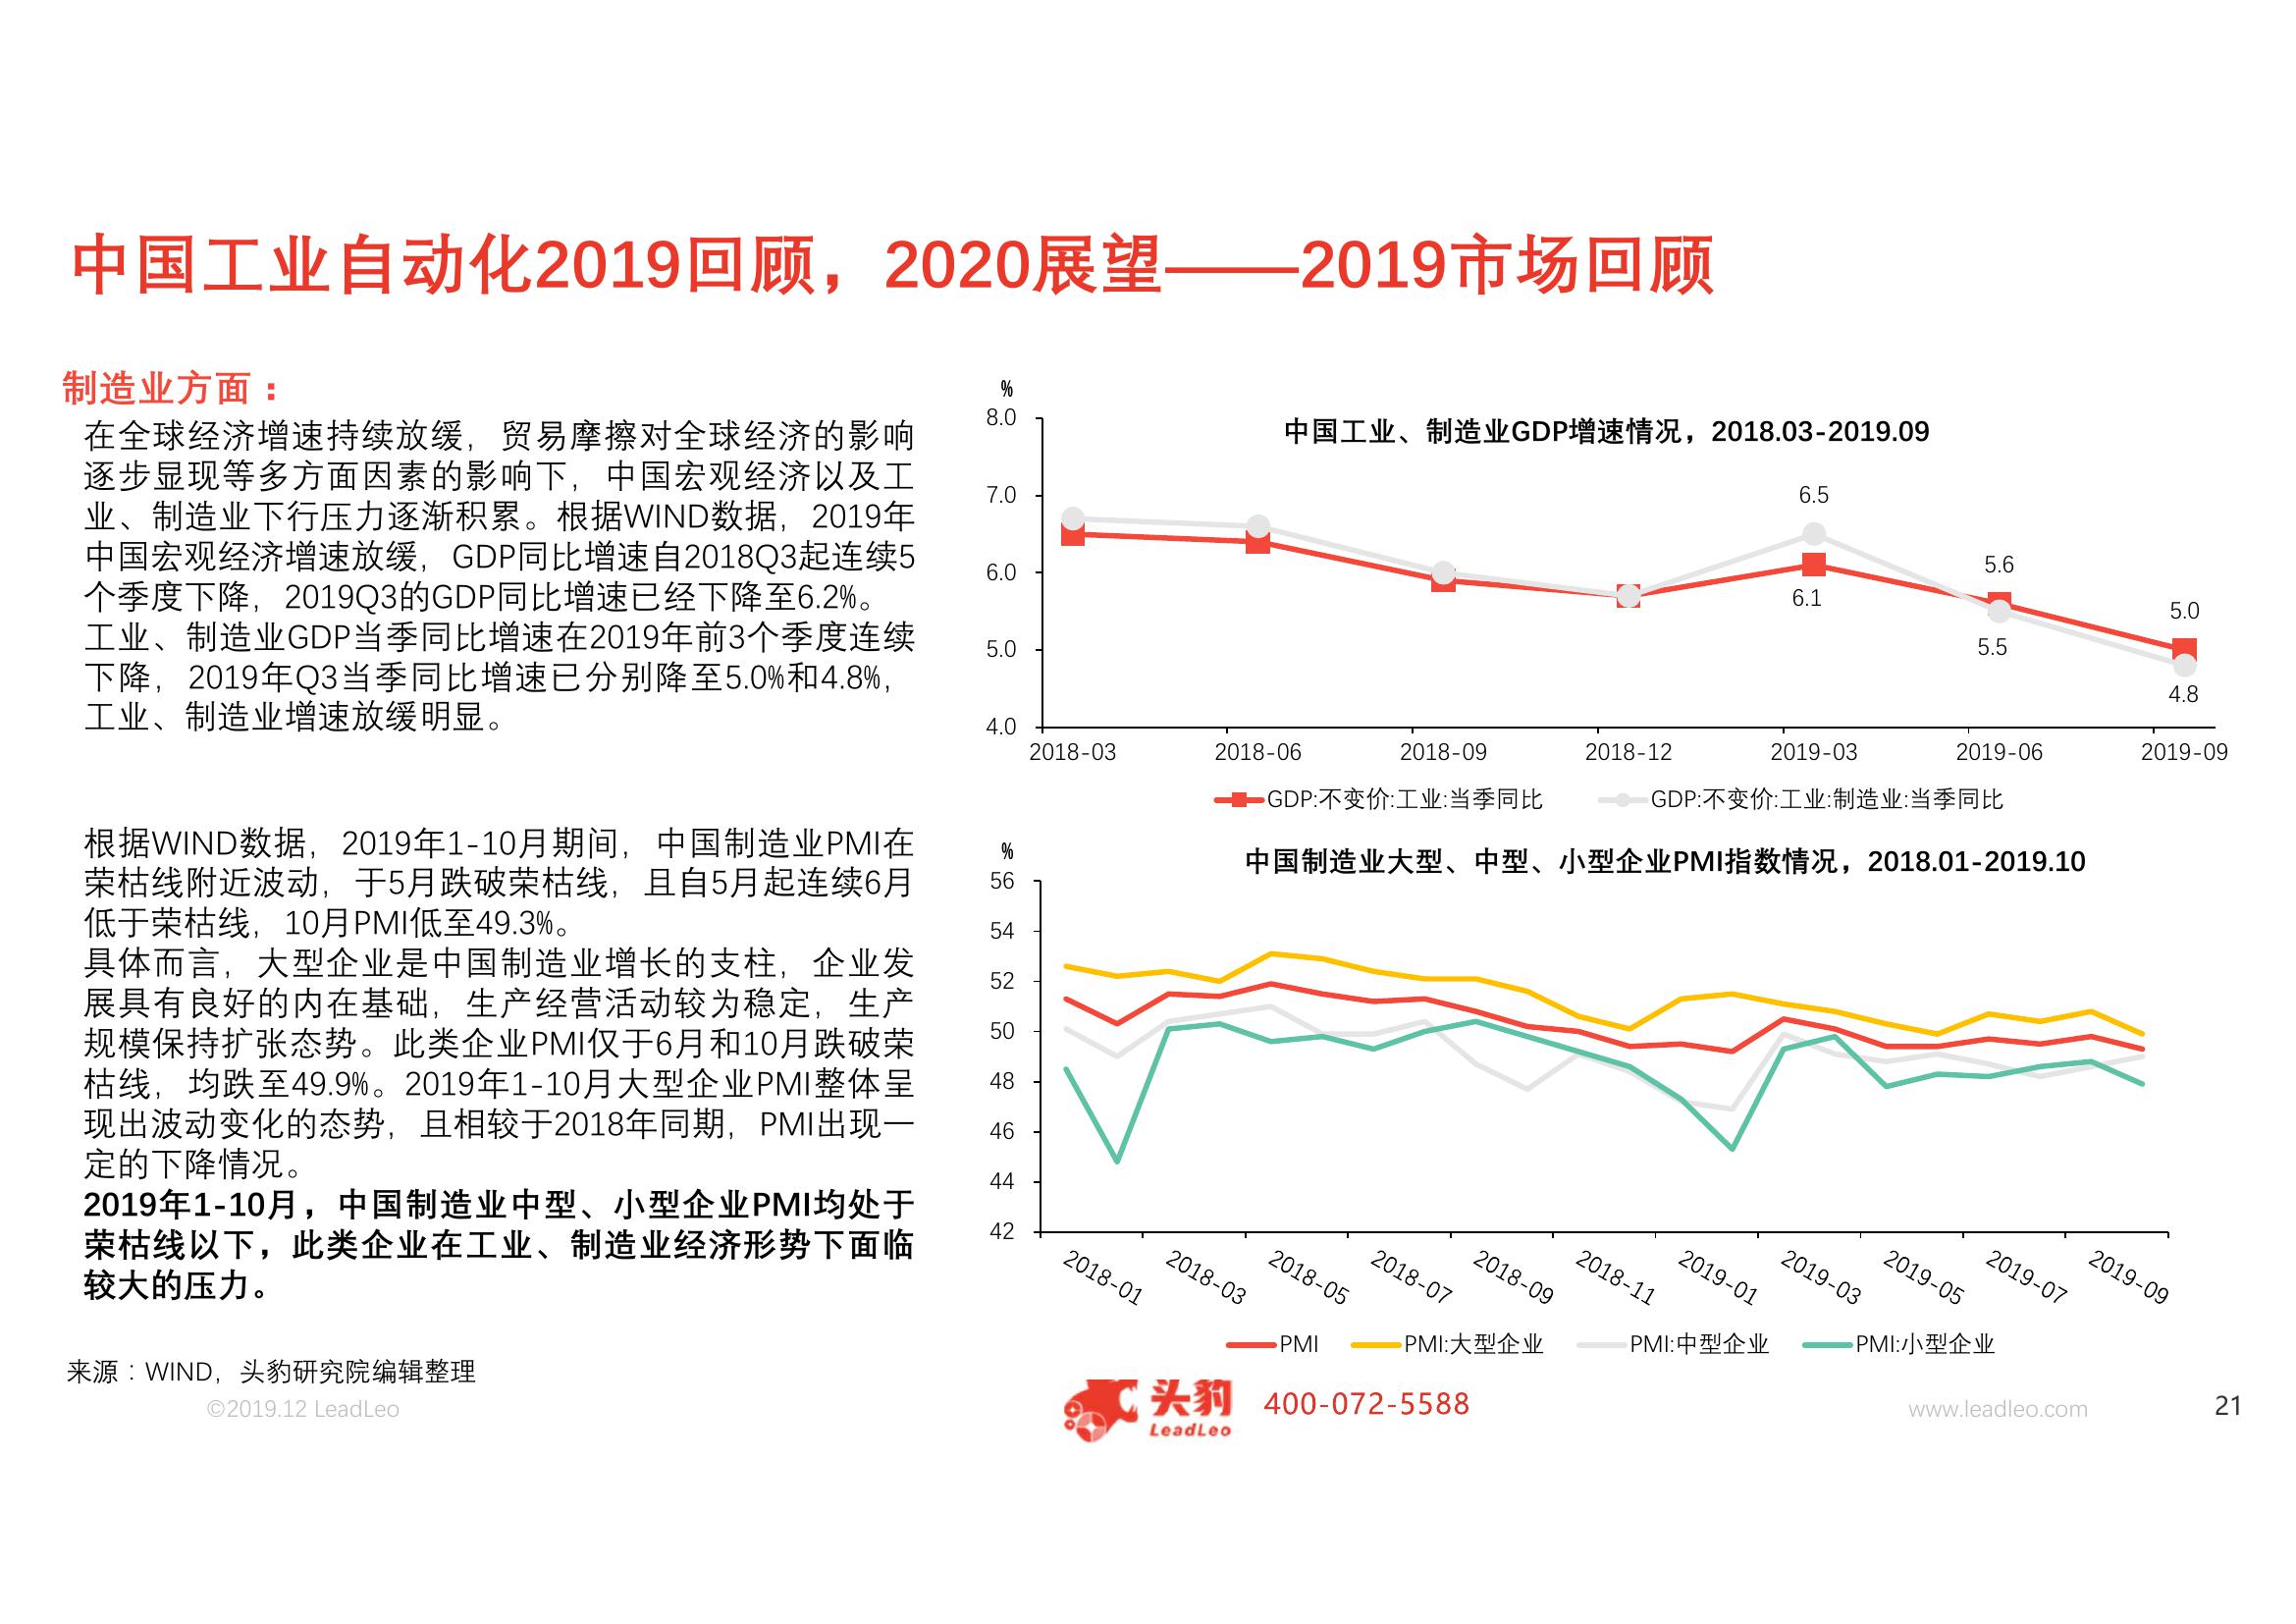 中国工业自动化2019回顾，2020展望——2019市场回顾
制造业方面：
在全球经济增速持续放缓，贸易摩擦对全球经济的影响
逐步显现等多方面因素的影响下，中国宏观经济以及工
业、制造业下行压力逐渐积累。根据WIND数据，2019年
中国宏观经济增速放缓，GDP同比增速自2018Q3起连续5
个季度下降，2019Q3的GDP同比增速已经下降至6.2%。
工业、制造业GDP当季同比增速在2019年前3个季度连续
下降，2019年Q3当季同比增速已分别降至5.0%和4.8%，
工业、制造业增速放缓明显。
根据WIND数据，2019年1-10月期间，中国制造业PMI在
荣枯线附近波动，于5月跌破荣枯线，且自5月起连续6月
低于荣枯线，10月PMI低至49.3%。
具体而言，大型企业是中国制造业增长的支柱，企业发
展具有良好的内在基础，生产经营活动较为稳定，生产
规模保持扩张态势。此类企业PMI仅于6月和10月跌破荣
枯线，均跌至49.9%。2019年1-10月大型企业PMI整体呈
现出波动变化的态势，且相较于2018年同期，PMI出现一
定的下降情况。
2019年1-10月，中国制造业中型、小型企业PMI均处于
荣枯线以下，此类企业在工业、制造业经济形势下面临
较大的压力。
%
中国工业、制造业GDP增速情况，2018.03-2019.09
8.0
7.0
6.0
5.0
4.0
6.5
6.1
5.6
5.5
5.0
4.8
2018-03 2018-06 2018-09 2018-12 2019-03 2019-06 2019-09
GDP:不变价:工业:当季同比 GDP:不变价:工业:制造业:当季同比
%
中国制造业大型、中型、小型企业PMI指数情况，2018.01-2019.10
56
54
52
50
48
46
44
42
2018-01 2018-03 2018-05 2018-07 2018-09 2018-11 2019-01 2019-03 2019-05 2019-07 2019-09
PMI PMI:大型企业 PMI:中型企业 PMI:小型企业
来源：WIND，头豹研究院编辑整理
©2019.12 LeadLeo
头豹
LeadLeo
400-072-5588
www.leadleo.com
21